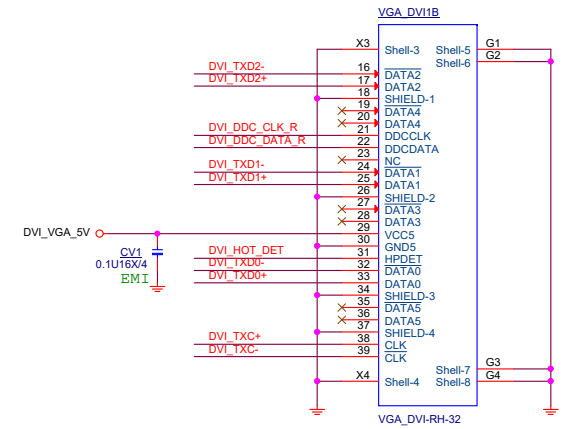 VGA_DVI1B
X3 Shell-3 Shell-5 G1
Shell-6 G2
DVI_TXD2- 16 DATA2
DVI_TXD2+ 17 DATA2
18 SHIELD-1
19 DATA4
20 DATA4
DVI_DDC_CLK_R 21 DDCCLK
DVI_DDC_DATA_R 22 DDCDATA
23 NC
DVI_TXD1- 24 DATA1
DVI_TXD1+ 25 DATA1
26 SHIELD-2
27 DATA3
28 DATA3
DVI_VGA_5V 29 VCC5
30 GND5
CV1 DVI_HOT_DET 31 HPDET
0.1U16X/4 DVI_TXD0- 32 DATA0
EMI DVI_TXD0+ 33 DATA0
34 SHIELD-3
35 DATA5
36 DATA5
37 SHIELD-4
DVI_TXC+ 38 CLK
DVI_TXC- 39 CLK
Shell-7 G3
X4 Shell-4 Shell-8 G4
VGA_DVI-RH-32